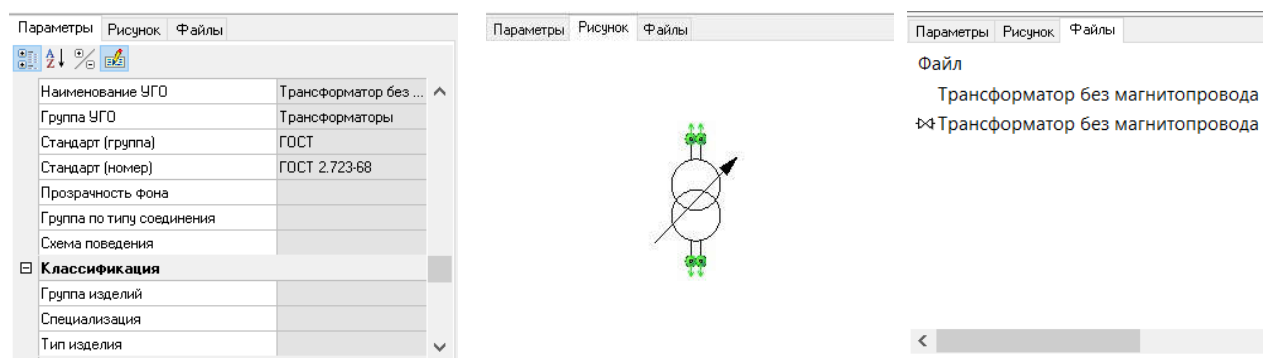 Параметры Рисунок Файлы
Наименование УГО Трансформатор без ...
Группа УГО Трансформаторы
Стандарт (группа) ГОСТ
Стандарт (номер) ГОСТ 2.723-68
Прозрачность фона
Группа по типу соединения
Схема поведения
Классификация
Группа изделий
Специализация
Тип изделия
Параметры Рисунок Файлы
Параметры Рисунок Файлы
Файл
Трансформатор без магнитопровода
Трансформатор без магнитопровода